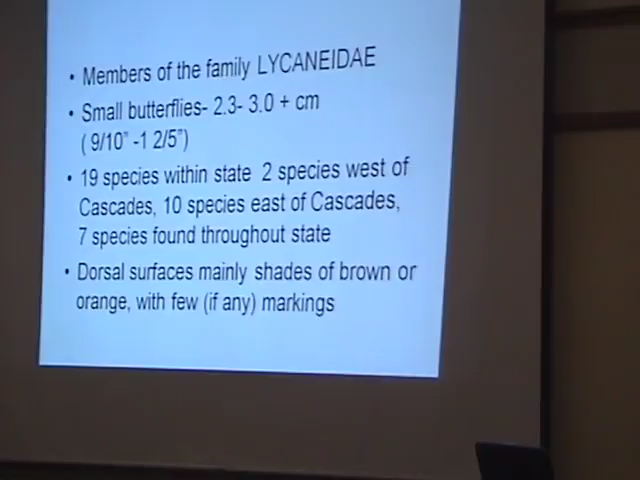 • Members of the family LYCANEIDAE
• Small butterflies- 2.3- 3.0 + cm
( 9/10” -1 2/5”)
• 19 species within state 2 species west of
Cascades, 10 species east of Cascades,
7 species found throughout state
• Dorsal surfaces mainly shades of brown or
orange, with few (if any) markings